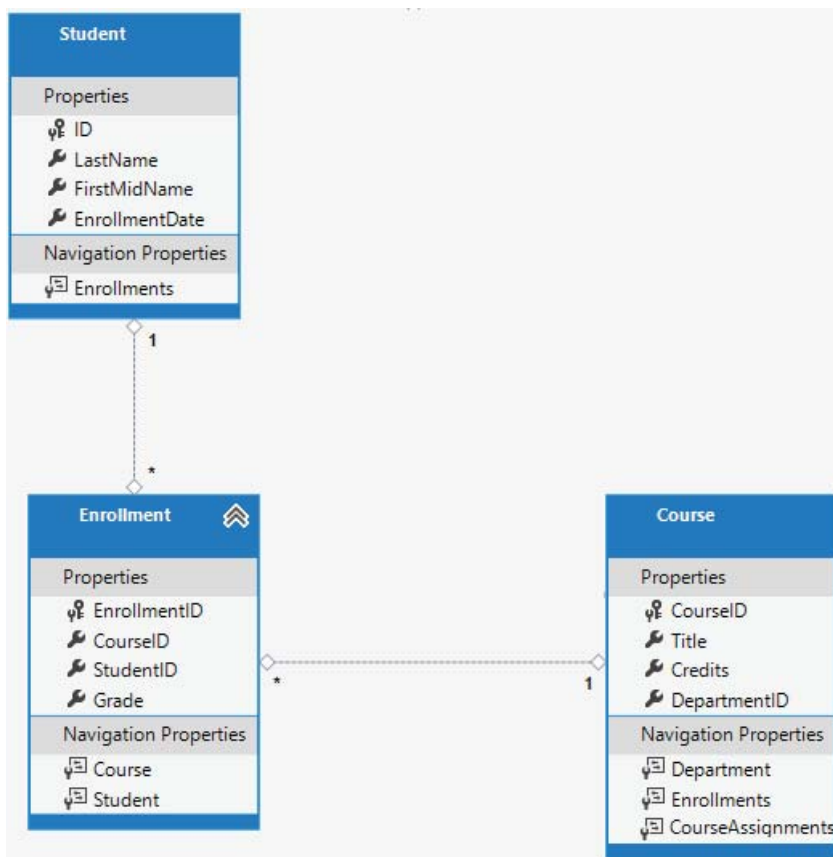 Student
Properties
ID
LastName
FirstMidName
EnrollmentDate
Navigation Properties
Enrollments
1
*
Enrollment
Properties
EnrollmentID
CourseID
StudentID
Grade
Navigation Properties
Course
Student
*
1
Course
Properties
CourseID
Title
Credits
DepartmentID
Navigation Properties
Department
Enrollments
CourseAssignments